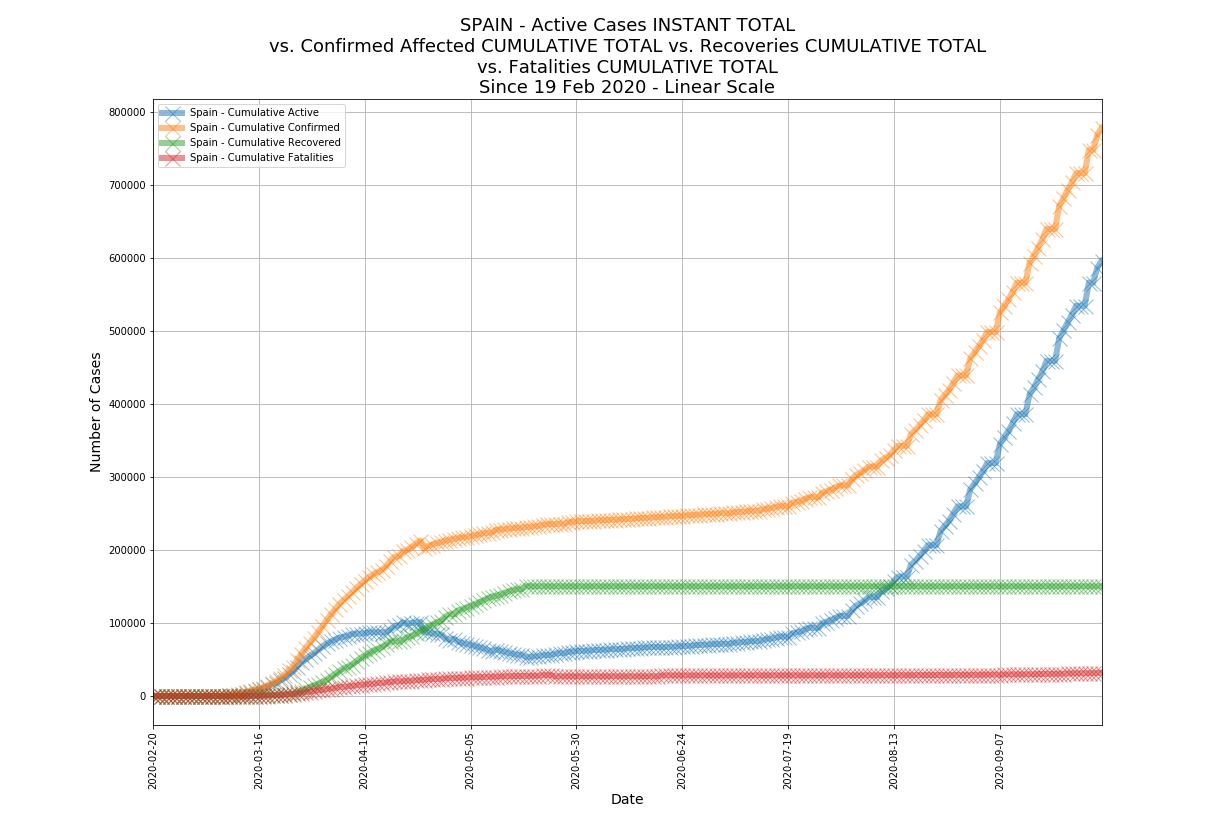 SPAIN - Active Cases INSTANT TOTAL
vs. Confirmed Affected CUMULATIVE TOTAL vs. Recoveries CUMULATIVE TOTAL
vs. Fatalities CUMULATIVE TOTAL
Since 19 Feb 2020 - Linear Scale
Spain - Cumulative Active
Spain - Cumulative Confirmed
Spain - Cumulative Recovered
Spain - Cumulative Fatalities
800000
700000
600000
500000
400000
300000
200000
100000
0
Number of Cases
2020-02-20
2020-03-16
2020-04-10
2020-05-05
2020-05-30
2020-06-24
2020-07-19
2020-08-13
2020-09-07
Date